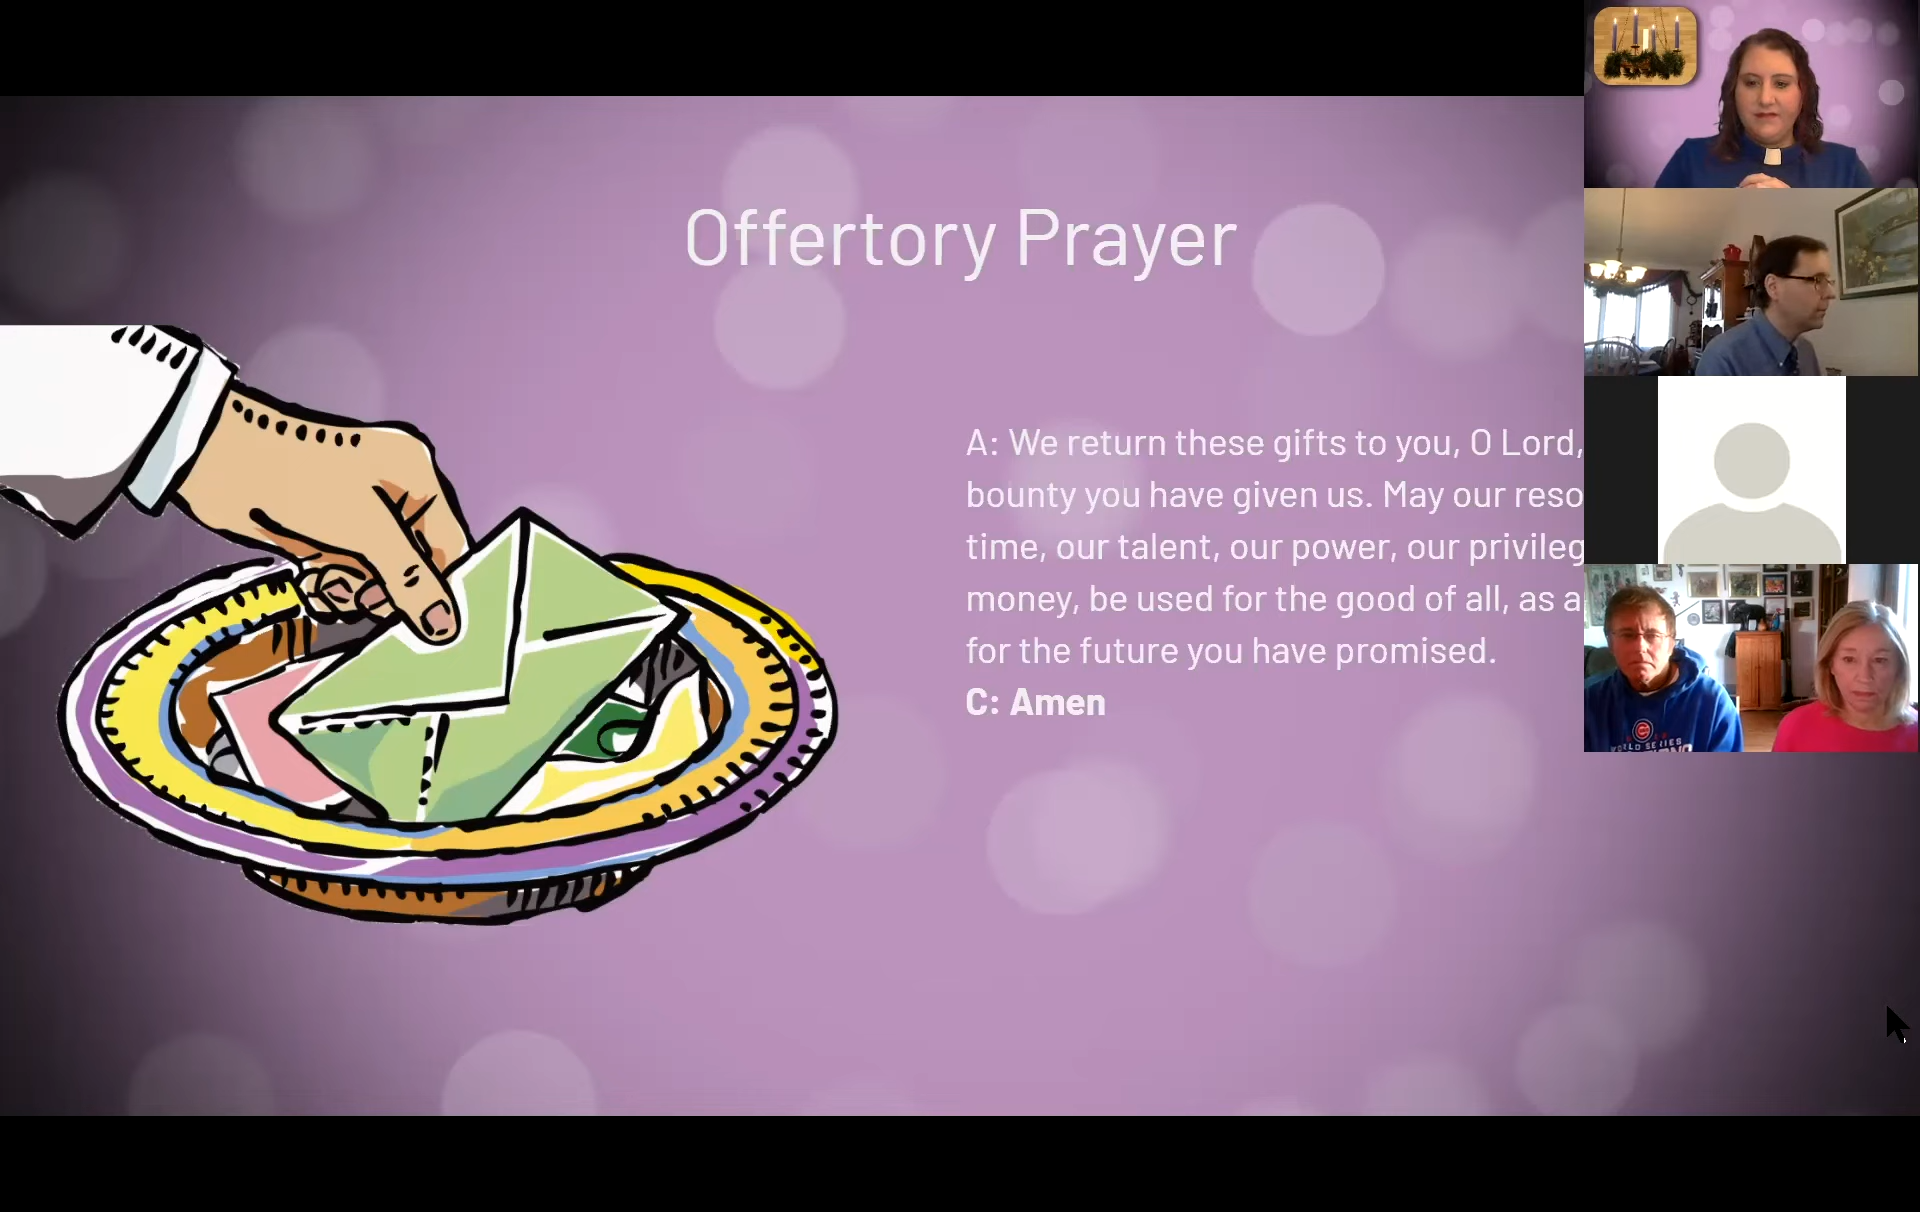 Offertory Prayer
A: We return these gifts to you, O Lord,
bounty you have given us. May our reso
time, our talent, our power, our privileg
money, be used for the good of all, as a
for the future you have promised.
C: Amen
WORLD SERIES